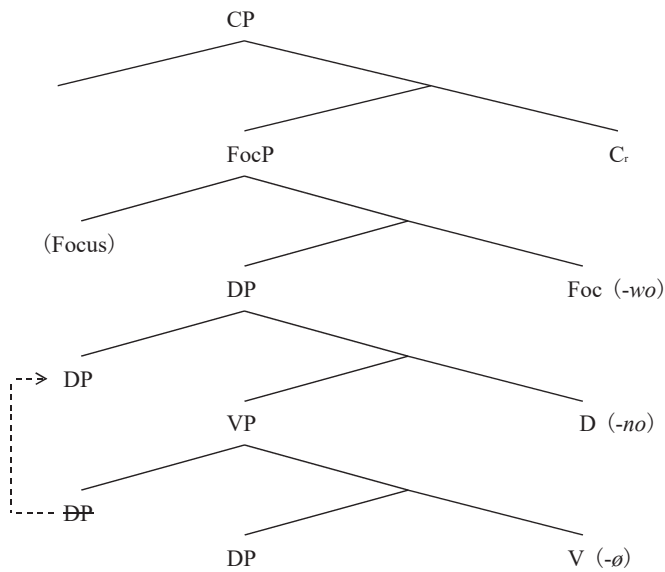 CP
FocP Cᵣ
(Focus)
DP Foc (-wo)
DP
VP D (-no)
DP
DP V (-ø)